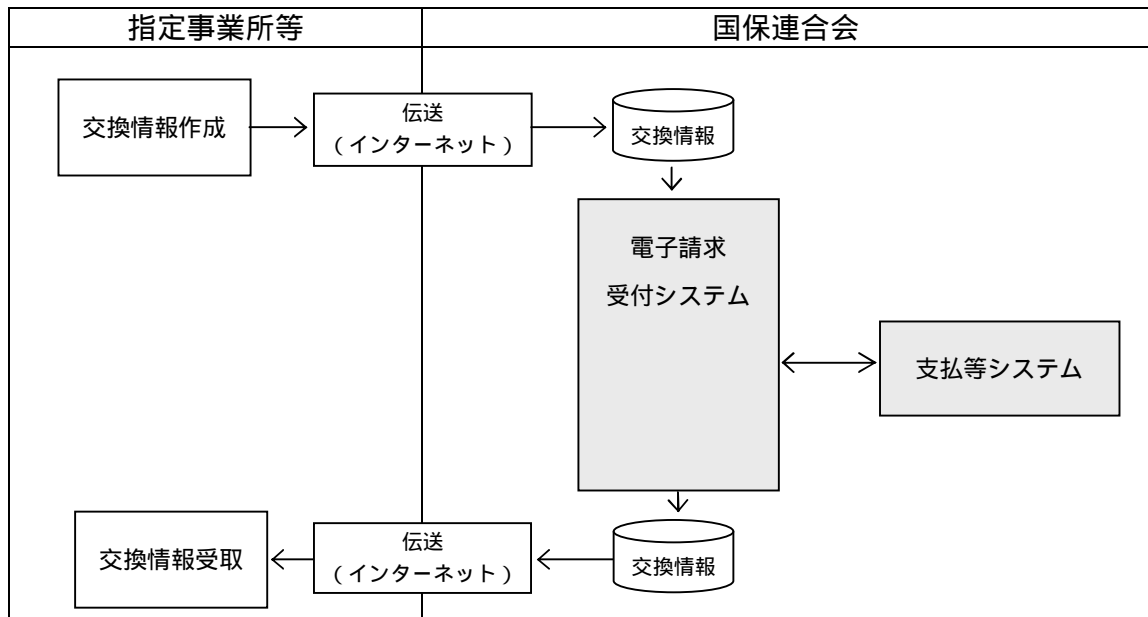 指定事業所等
国保連合会
交換情報作成
伝送
(インターネット)
交換情報
電子請求
受付システム
支払等システム
交換情報受取
伝送
(インターネット)
交換情報